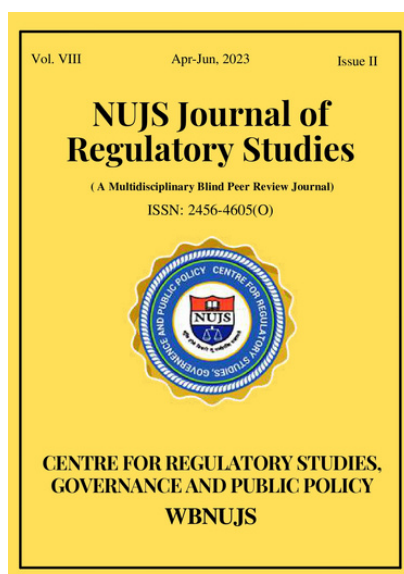 Vol. VIII Apr-Jun, 2023 Issue II
NUJS Journal of
Regulatory Studies
( A Multidisciplinary Blind Peer Review Journal)
ISSN: 2456-4605(O)
CENTRE FOR REGULATORY STUDIES, GOVERNENCE AND PUBLIC POLICY
NUJS
CENTRE FOR REGULATORY STUDIES,
GOVERNANCE AND PUBLIC POLICY
WBNUJS